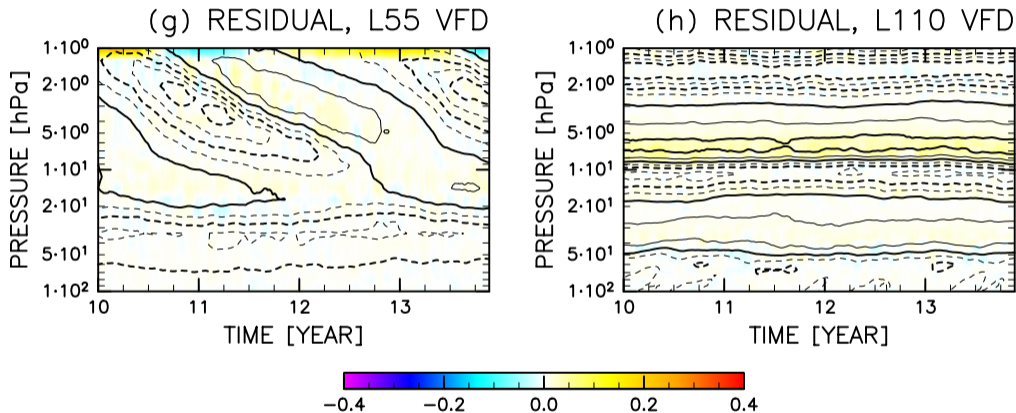 (g) RESIDUAL, L55 VFD
(h) RESIDUAL, L110 VFD
PRESSURE [hPa]
1·10⁰
2·10⁰
5·10⁰
1·10¹
2·10¹
5·10¹
1·10²
10 11 12 13
TIME [YEAR]
PRESSURE [hPa]
1·10⁰
2·10⁰
5·10⁰
1·10¹
2·10¹
5·10¹
1·10²
10 11 12 13
TIME [YEAR]
−0.4 −0.2 0.0 0.2 0.4